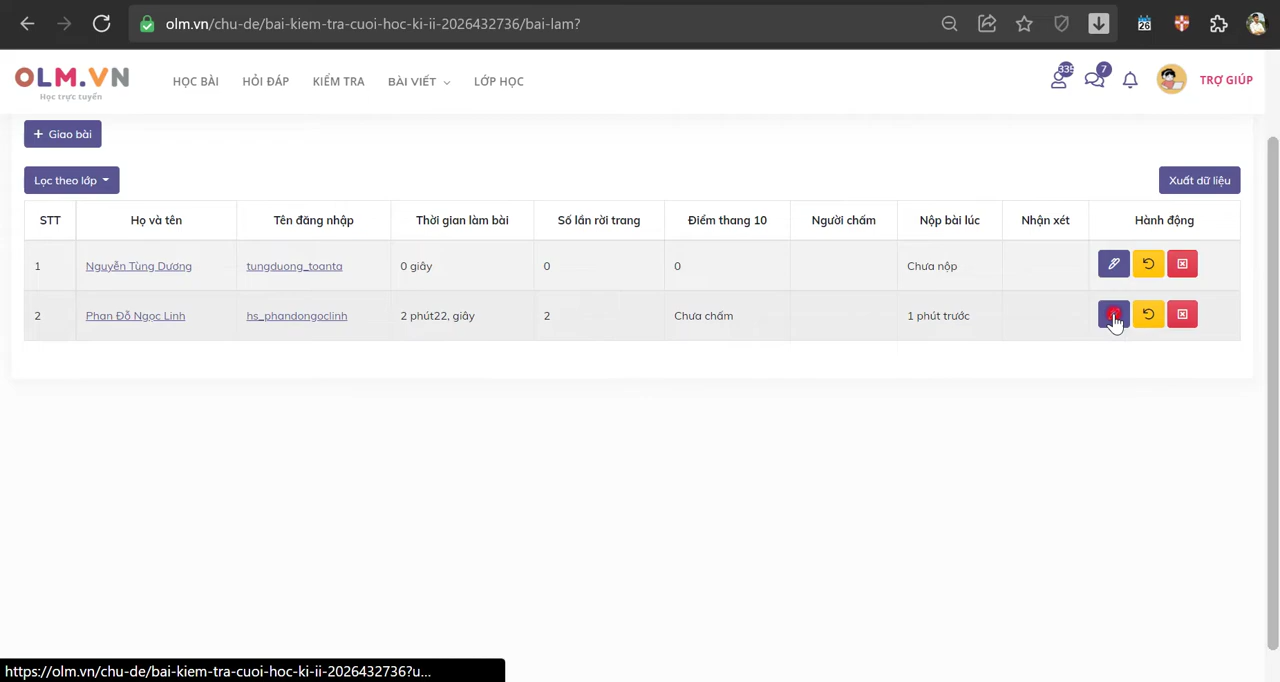 olm.vn/chu-de/bai-kiem-tra-cuoi-hoc-ki-ii-2026432736/bai-lam?
26
OLM.VN
Học trực tuyến
HỌC BÀI HỎI ĐÁP KIỂM TRA BÀI VIẾT LỚP HỌC
335 7 TRỢ GIÚP
+ Giao bài
Lọc theo lớp Xuất dữ liệu
STT Họ và tên Tên đăng nhập Thời gian làm bài Số lần rời trang Điểm thang 10 Người chấm Nộp bài lúc Nhận xét Hành động
1 Nguyễn Tùng Dương tungduong_toanta 0 giây 0 0 Chưa nộp
2 Phan Đỗ Ngọc Linh hs_phandongoclinh 2 phút22, giây 2 Chưa chấm 1 phút trước
https://olm.vn/chu-de/bai-kiem-tra-cuoi-hoc-ki-ii-2026432736?u...